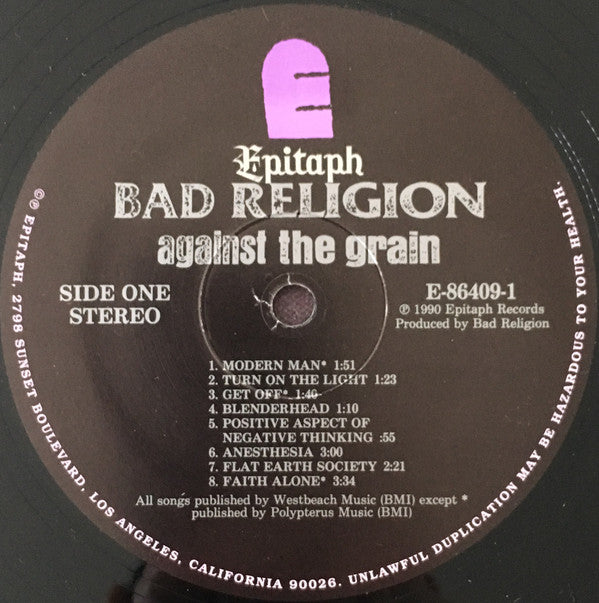 Epitaph
BAD RELIGION
against the grain
SIDE ONE
STEREO
E-86409-1
℗ 1990 Epitaph Records
Produced by Bad Religion
1. MODERN MAN* 1:51
2. TURN ON THE LIGHT 1:23
3. GET OFF* 1:40
4. BLENDERHEAD 1:10
5. POSITIVE ASPECT OF
NEGATIVE THINKING :55
6. ANESTHESIA 3:00
7. FLAT EARTH SOCIETY 2:21
8. FAITH ALONE* 3:34
All songs published by Westbeach Music (BMI) except *
published by Polypterus Music (BMI)
©℗ EPITAPH, 2798 SUNSET BOULEVARD, LOS ANGELES, CALIFORNIA 90026. UNLAWFUL DUPLICATION MAY BE HAZARDOUS TO YOUR HEALTH.